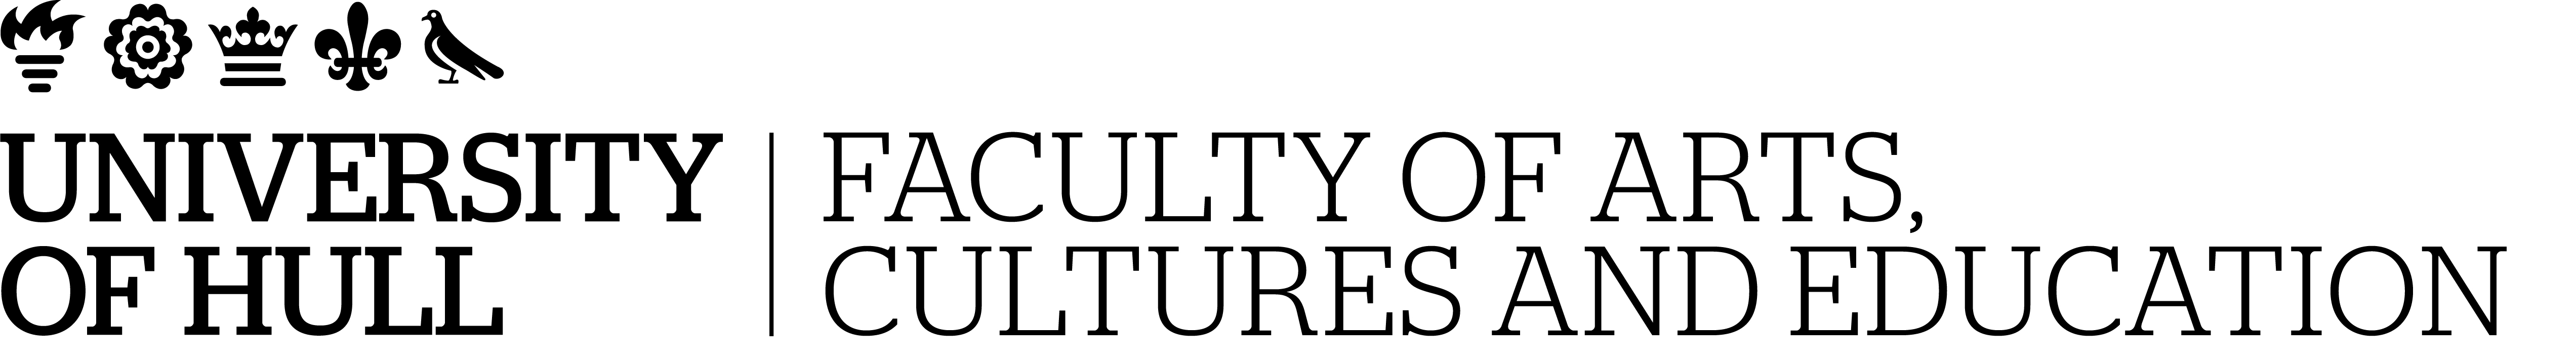 UNIVERSITY
OF HULL
FACULTY OF ARTS,
CULTURES AND EDUCATION